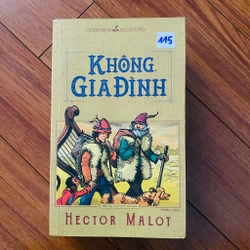 115
KHÔNG
GIA ĐÌNH
HECTOR MALOT